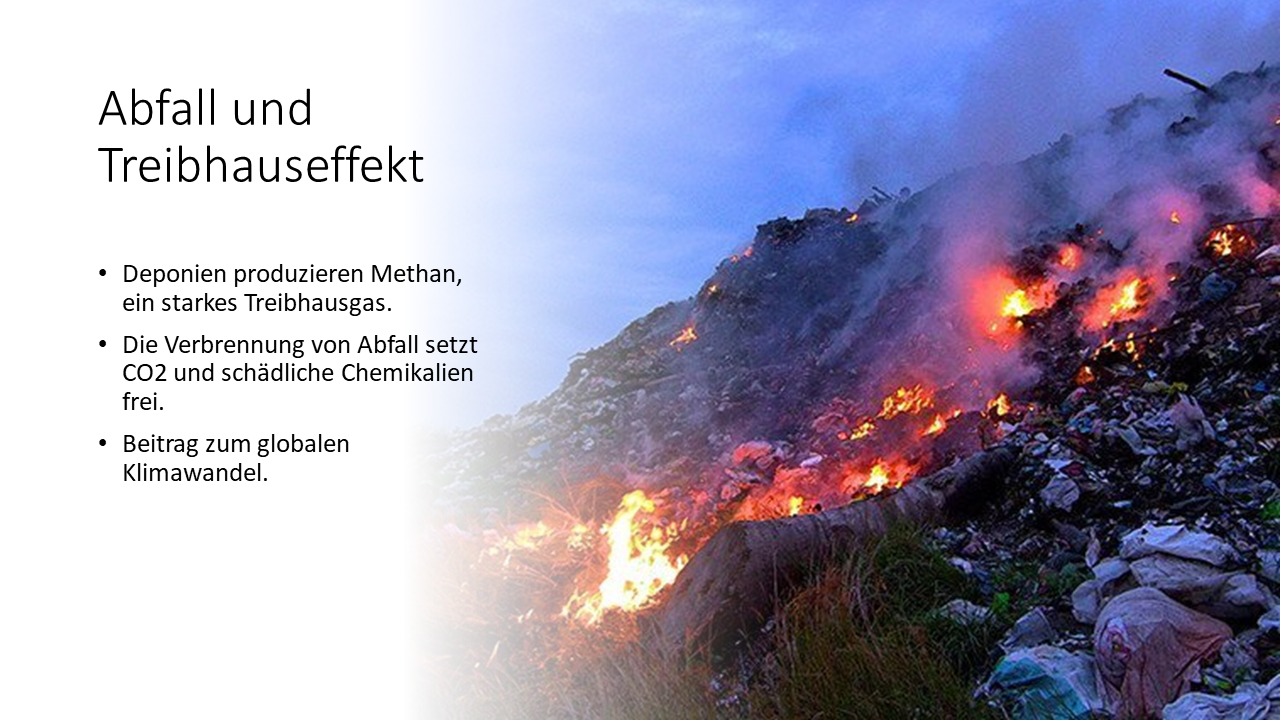 Abfall und
Treibhauseffekt
• Deponien produzieren Methan,
ein starkes Treibhausgas.
• Die Verbrennung von Abfall setzt
CO2 und schädliche Chemikalien
frei.
• Beitrag zum globalen
Klimawandel.